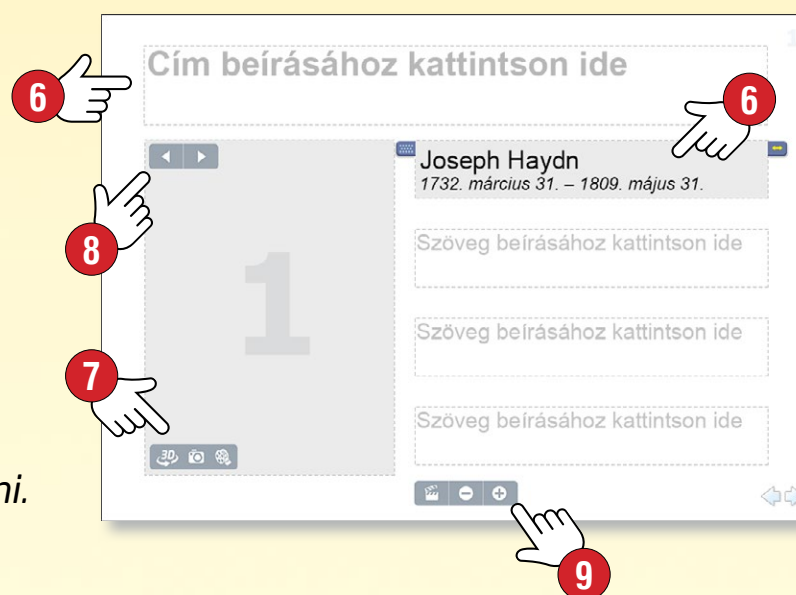 Cím beírásához kattintson ide
6
6
Joseph Haydn
1732. március 31. – 1809. május 31.
8
1
Szöveg beírásához kattintson ide
Szöveg beírásához kattintson ide
7
Szöveg beírásához kattintson ide
3D
ni.
9